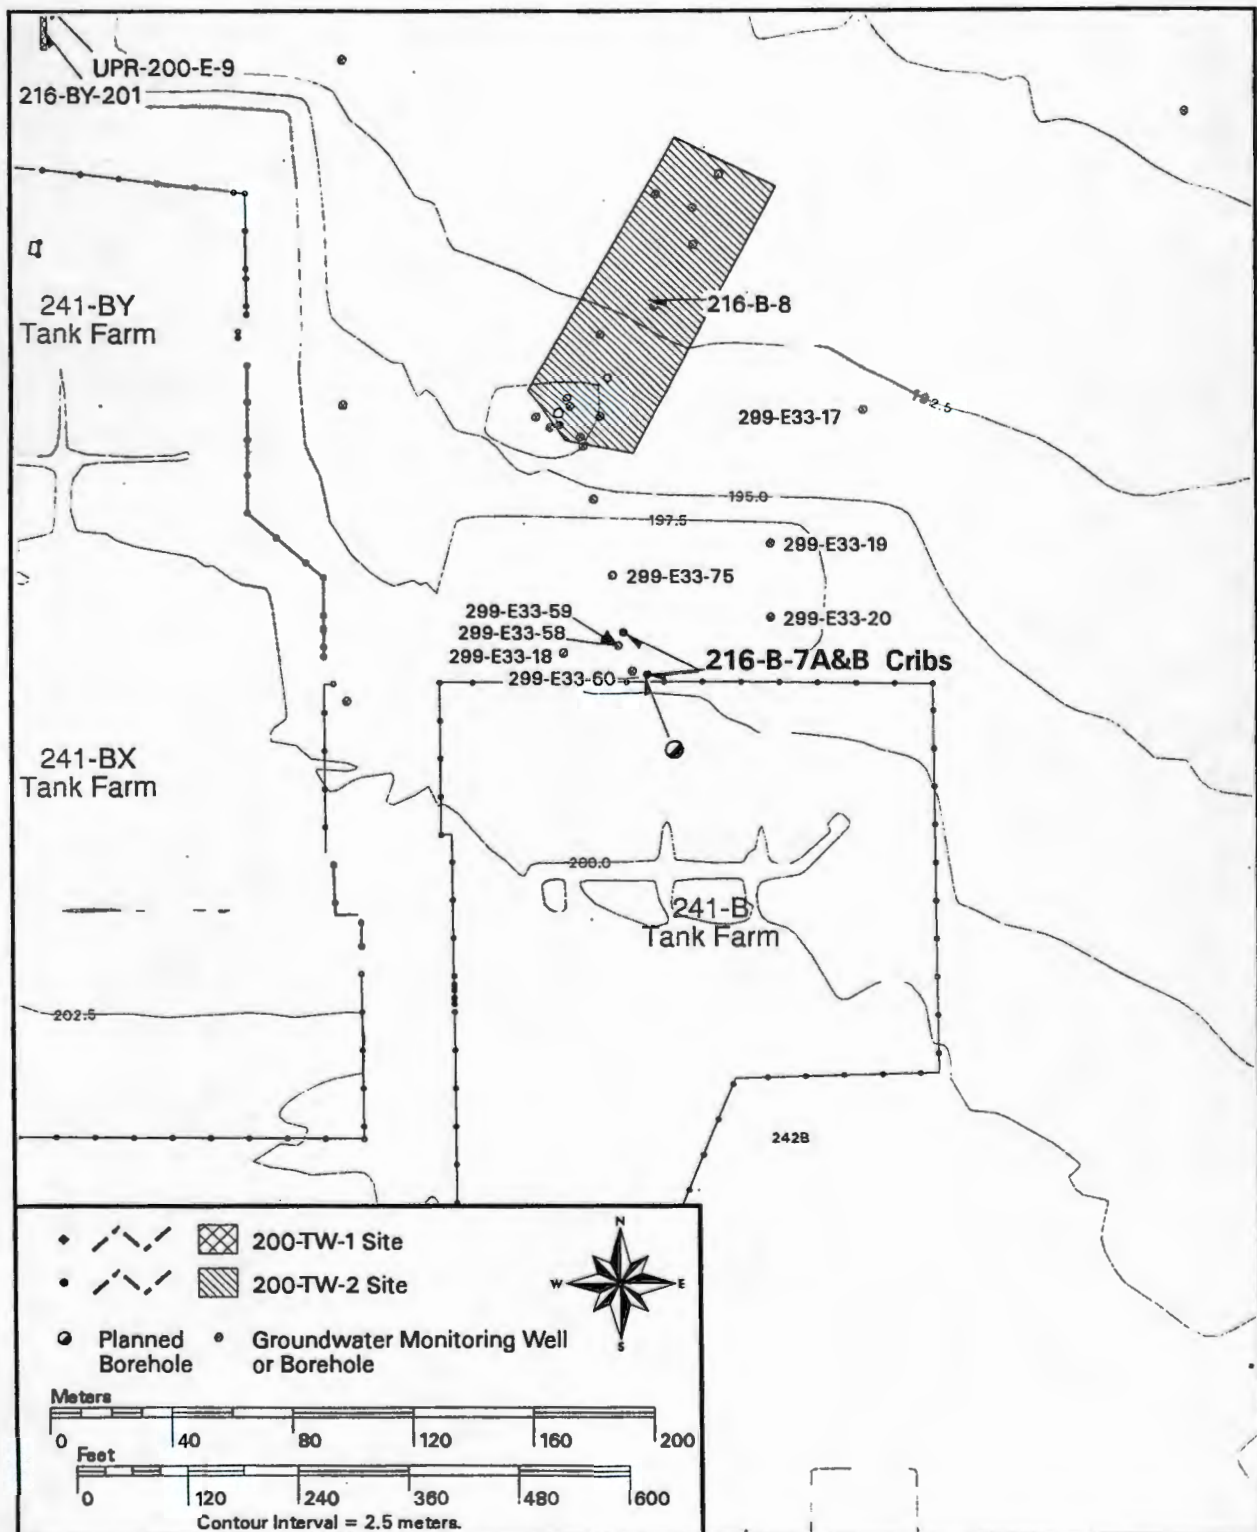 UPR-200-E-9
216-BY-201
241-BY
Tank Farm
216-B-8
299-E33-17
195.0
197.5
299-E33-19
299-E33-75
299-E33-59
299-E33-58
299-E33-20
299-E33-18
216-B-7A&B Cribs
299-E33-60
241-BX
Tank Farm
200.0
241-B
Tank Farm
202.5
242B
200-TW-1 Site
200-TW-2 Site
N
W E
S
Planned
Borehole
Groundwater Monitoring Well
or Borehole
Meters
0 40 80 120 160 200
Feet
0 120 240 360 480 600
Contour Interval = 2.5 meters.